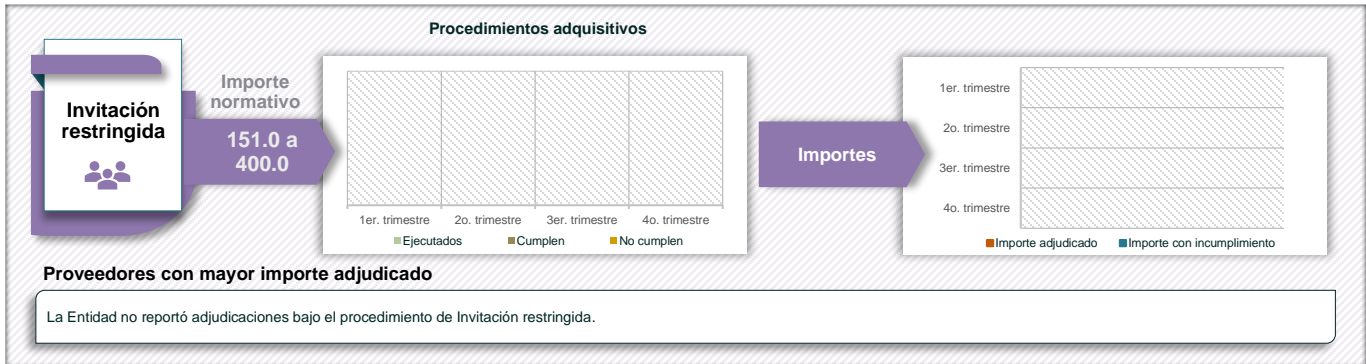 Procedimientos adquisitivos
Invitación
restringida
Importe
normativo
151.0 a
400.0
1er. trimestre
2o. trimestre
3er. trimestre
4o. trimestre
Ejecutados
Cumplen
No cumplen
Importes
1er. trimestre
2o. trimestre
3er. trimestre
4o. trimestre
Importe adjudicado
Importe con incumplimiento
Proveedores con mayor importe adjudicado
La Entidad no reportó adjudicaciones bajo el procedimiento de Invitación restringida.